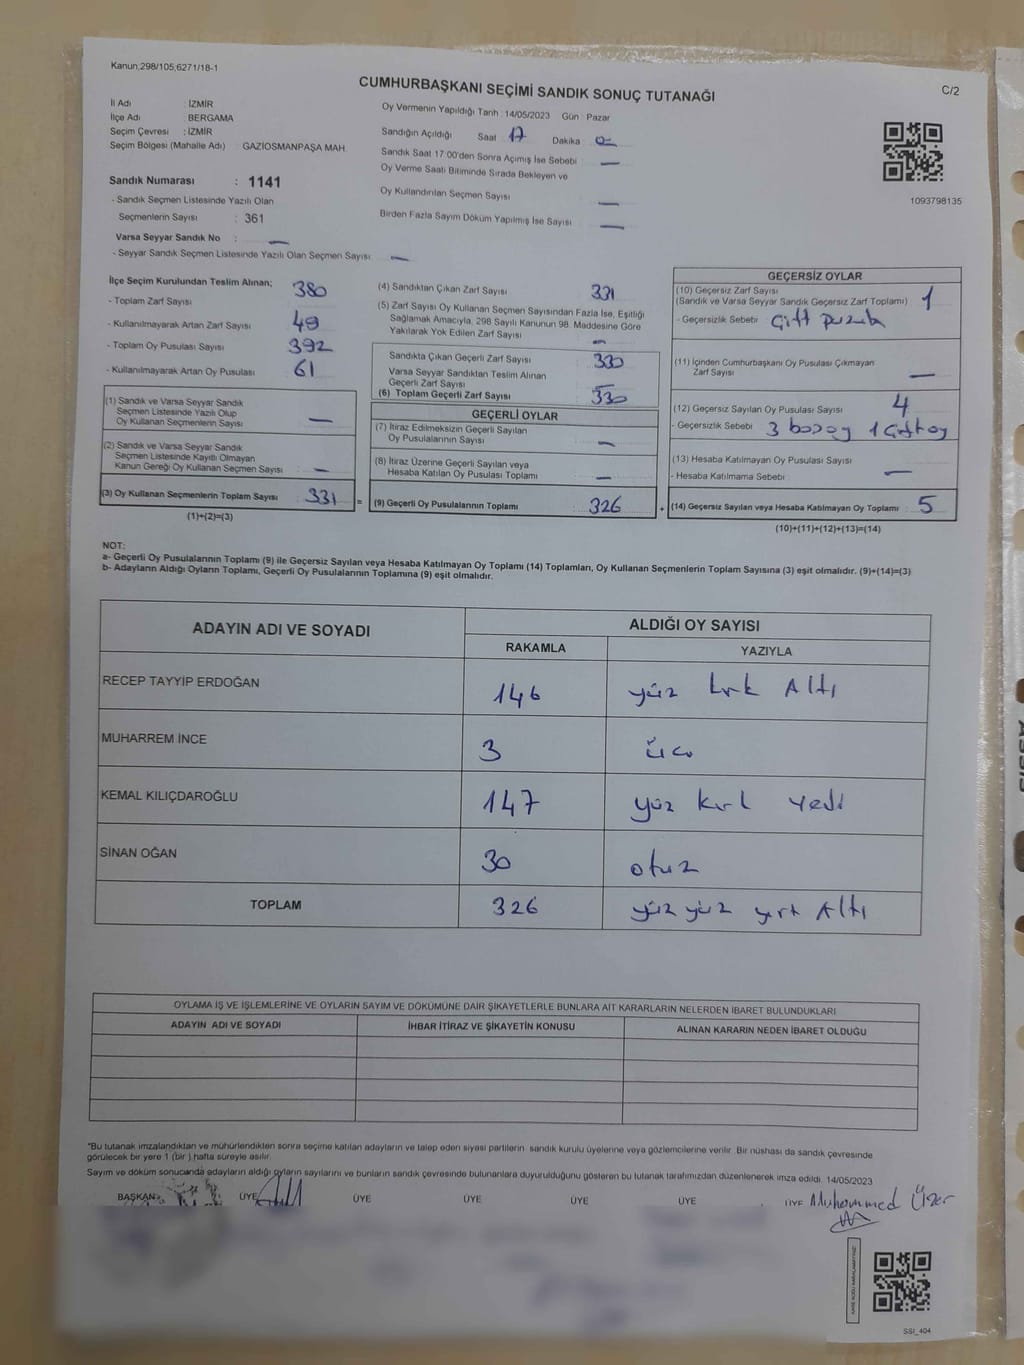 Kanun;298/105,6271/18-1
C/2
CUMHURBAŞKANI SEÇİMİ SANDIK SONUÇ TUTANAĞI
İl Adı : İZMİR
İlçe Adı : BERGAMA
Seçim Çevresi : İZMİR
Seçim Bölgesi (Mahalle Adı) GAZİOSMANPAŞA MAH.
Oy Vermenin Yapıldığı Tarih : 14/05/2023 Gün : Pazar
Sandığın Açıldığı Saat 17 Dakika 0
Sandık Saat 17:00'den Sonra Açımış İse Sebebi —
Oy Verme Saati Bitiminde Sırada Bekleyen ve
Oy Kullandırılan Seçmen Sayısı —
Birden Fazla Sayım Döküm Yapılmış İse Sayısı —
1093798135
Sandık Numarası : 1141
- Sandık Seçmen Listesinde Yazılı Olan
Seçmenlerin Sayısı : 361
Varsa Seyyar Sandık No : —
- Seyyar Sandık Seçmen Listesinde Yazılı Olan Seçmen Sayısı —
İlçe Seçim Kurulundan Teslim Alınan;
- Toplam Zarf Sayısı 380
- Kullanılmayarak Artan Zarf Sayısı 49
- Toplam Oy Pusulası Sayısı 392
- Kullanılmayarak Artan Oy Pusulası 61
(1) Sandık ve Varsa Seyyar Sandık
Seçmen Listesinde Yazılı Olup
Oy Kullanan Seçmenlerin Sayısı —
(2) Sandık ve Varsa Seyyar Sandık
Seçmen Listesinde Kayıtlı Olmayan
Kanun Gereği Oy Kullanan Seçmen Sayısı —
(3) Oy Kullanan Seçmenlerin Toplam Sayısı 331 =
(1)+(2)=(3)
(4) Sandıktan Çıkan Zarf Sayısı 331
(5) Zarf Sayısı Oy Kullanan Seçmen Sayısından Fazla İse, Eşitliği
Sağlamak Amacıyla, 298 Sayılı Kanunun 98. Maddesine Göre
Yakılarak Yok Edilen Zarf Sayısı —
Sandıkta Çıkan Geçerli Zarf Sayısı 330
Varsa Seyyar Sandıktan Teslim Alınan
Geçerli Zarf Sayısı
(6) Toplam Geçerli Zarf Sayısı 330
GEÇERLİ OYLAR
(7) İtiraz Edilmeksizin Geçerli Sayılan
Oy Pusulalarının Sayısı —
(8) İtiraz Üzerine Geçerli Sayılan veya
Hesaba Katılan Oy Pusulası Toplamı —
(9) Geçerli Oy Pusulalarının Toplamı 326 +
GEÇERSİZ OYLAR
(10) Geçersiz Zarf Sayısı
(Sandık ve Varsa Seyyar Sandık Geçersiz Zarf Toplamı) 1
- Geçersizlik Sebebi : Çift
(11) İçinden Cumhurbaşkanı Oy Pusulası Çıkmayan
Zarf Sayısı —
(12) Geçersiz Sayılan Oy Pusulası Sayısı 4
- Geçersizlik Sebebi : 3 boş oy 1 Çift oy
(13) Hesaba Katılmayan Oy Pusulası Sayısı
- Hesaba Katılmama Sebebi : —
(14) Geçersiz Sayılan veya Hesaba Katılmayan Oy Toplamı : 5
(10)+(11)+(12)+(13)=(14)
NOT:
a- Geçerli Oy Pusulalarının Toplamı (9) ile Geçersiz Sayılan veya Hesaba Katılmayan Oy Toplamı (14) Toplamları, Oy Kullanan Seçmenlerin Toplam Sayısına (3) eşit olmalıdır. (9)+(14)=(3)
b- Adayların Aldığı Oyların Toplamı, Geçerli Oy Pusulalarının Toplamına (9) eşit olmalıdır.
ADAYIN ADI VE SOYADI ALDIĞI OY SAYISI
RAKAMLA YAZIYLA
RECEP TAYYİP ERDOĞAN 146 yüz kırk Altı
MUHARREM İNCE 3 üç
KEMAL KILIÇDAROĞLU 147 yüz kırk yedi
SİNAN OĞAN 30 otuz
TOPLAM 326 yüz yüz Altı
OYLAMA İŞ VE İŞLEMLERİNE VE OYLARIN SAYIM VE DÖKÜMÜNE DAİR ŞİKAYETLERLE BUNLARA AİT KARARLARIN NELERDEN İBARET BULUNDUKLARI
ADAYIN ADI VE SOYADI İHBAR İTİRAZ VE ŞİKAYETİN KONUSU ALINAN KARARIN NEDEN İBARET OLDUĞU
*Bu tutanak imzalandıktan ve mühürlendikten sonra seçime katılan adayların ve talep eden siyasi partilerin sandık kurulu üyelerine veya gözlemcilerine verilir. Bir nüshası da sandık çevresinde
görülecek bir yere 1 (bir ) hafta süreyle asılır.
Sayım ve döküm sonucunda adayların aldığı oyların sayılarını ve bunların sandık çevresinde bulunanlara duyurulduğunu gösteren bu tutanak tarafımızdan düzenlenerek imza edildi. 14/05/2023
BAŞKAN ÜYE ÜYE ÜYE ÜYE ÜYE ÜYE Muhammed Üzer
SSI_404